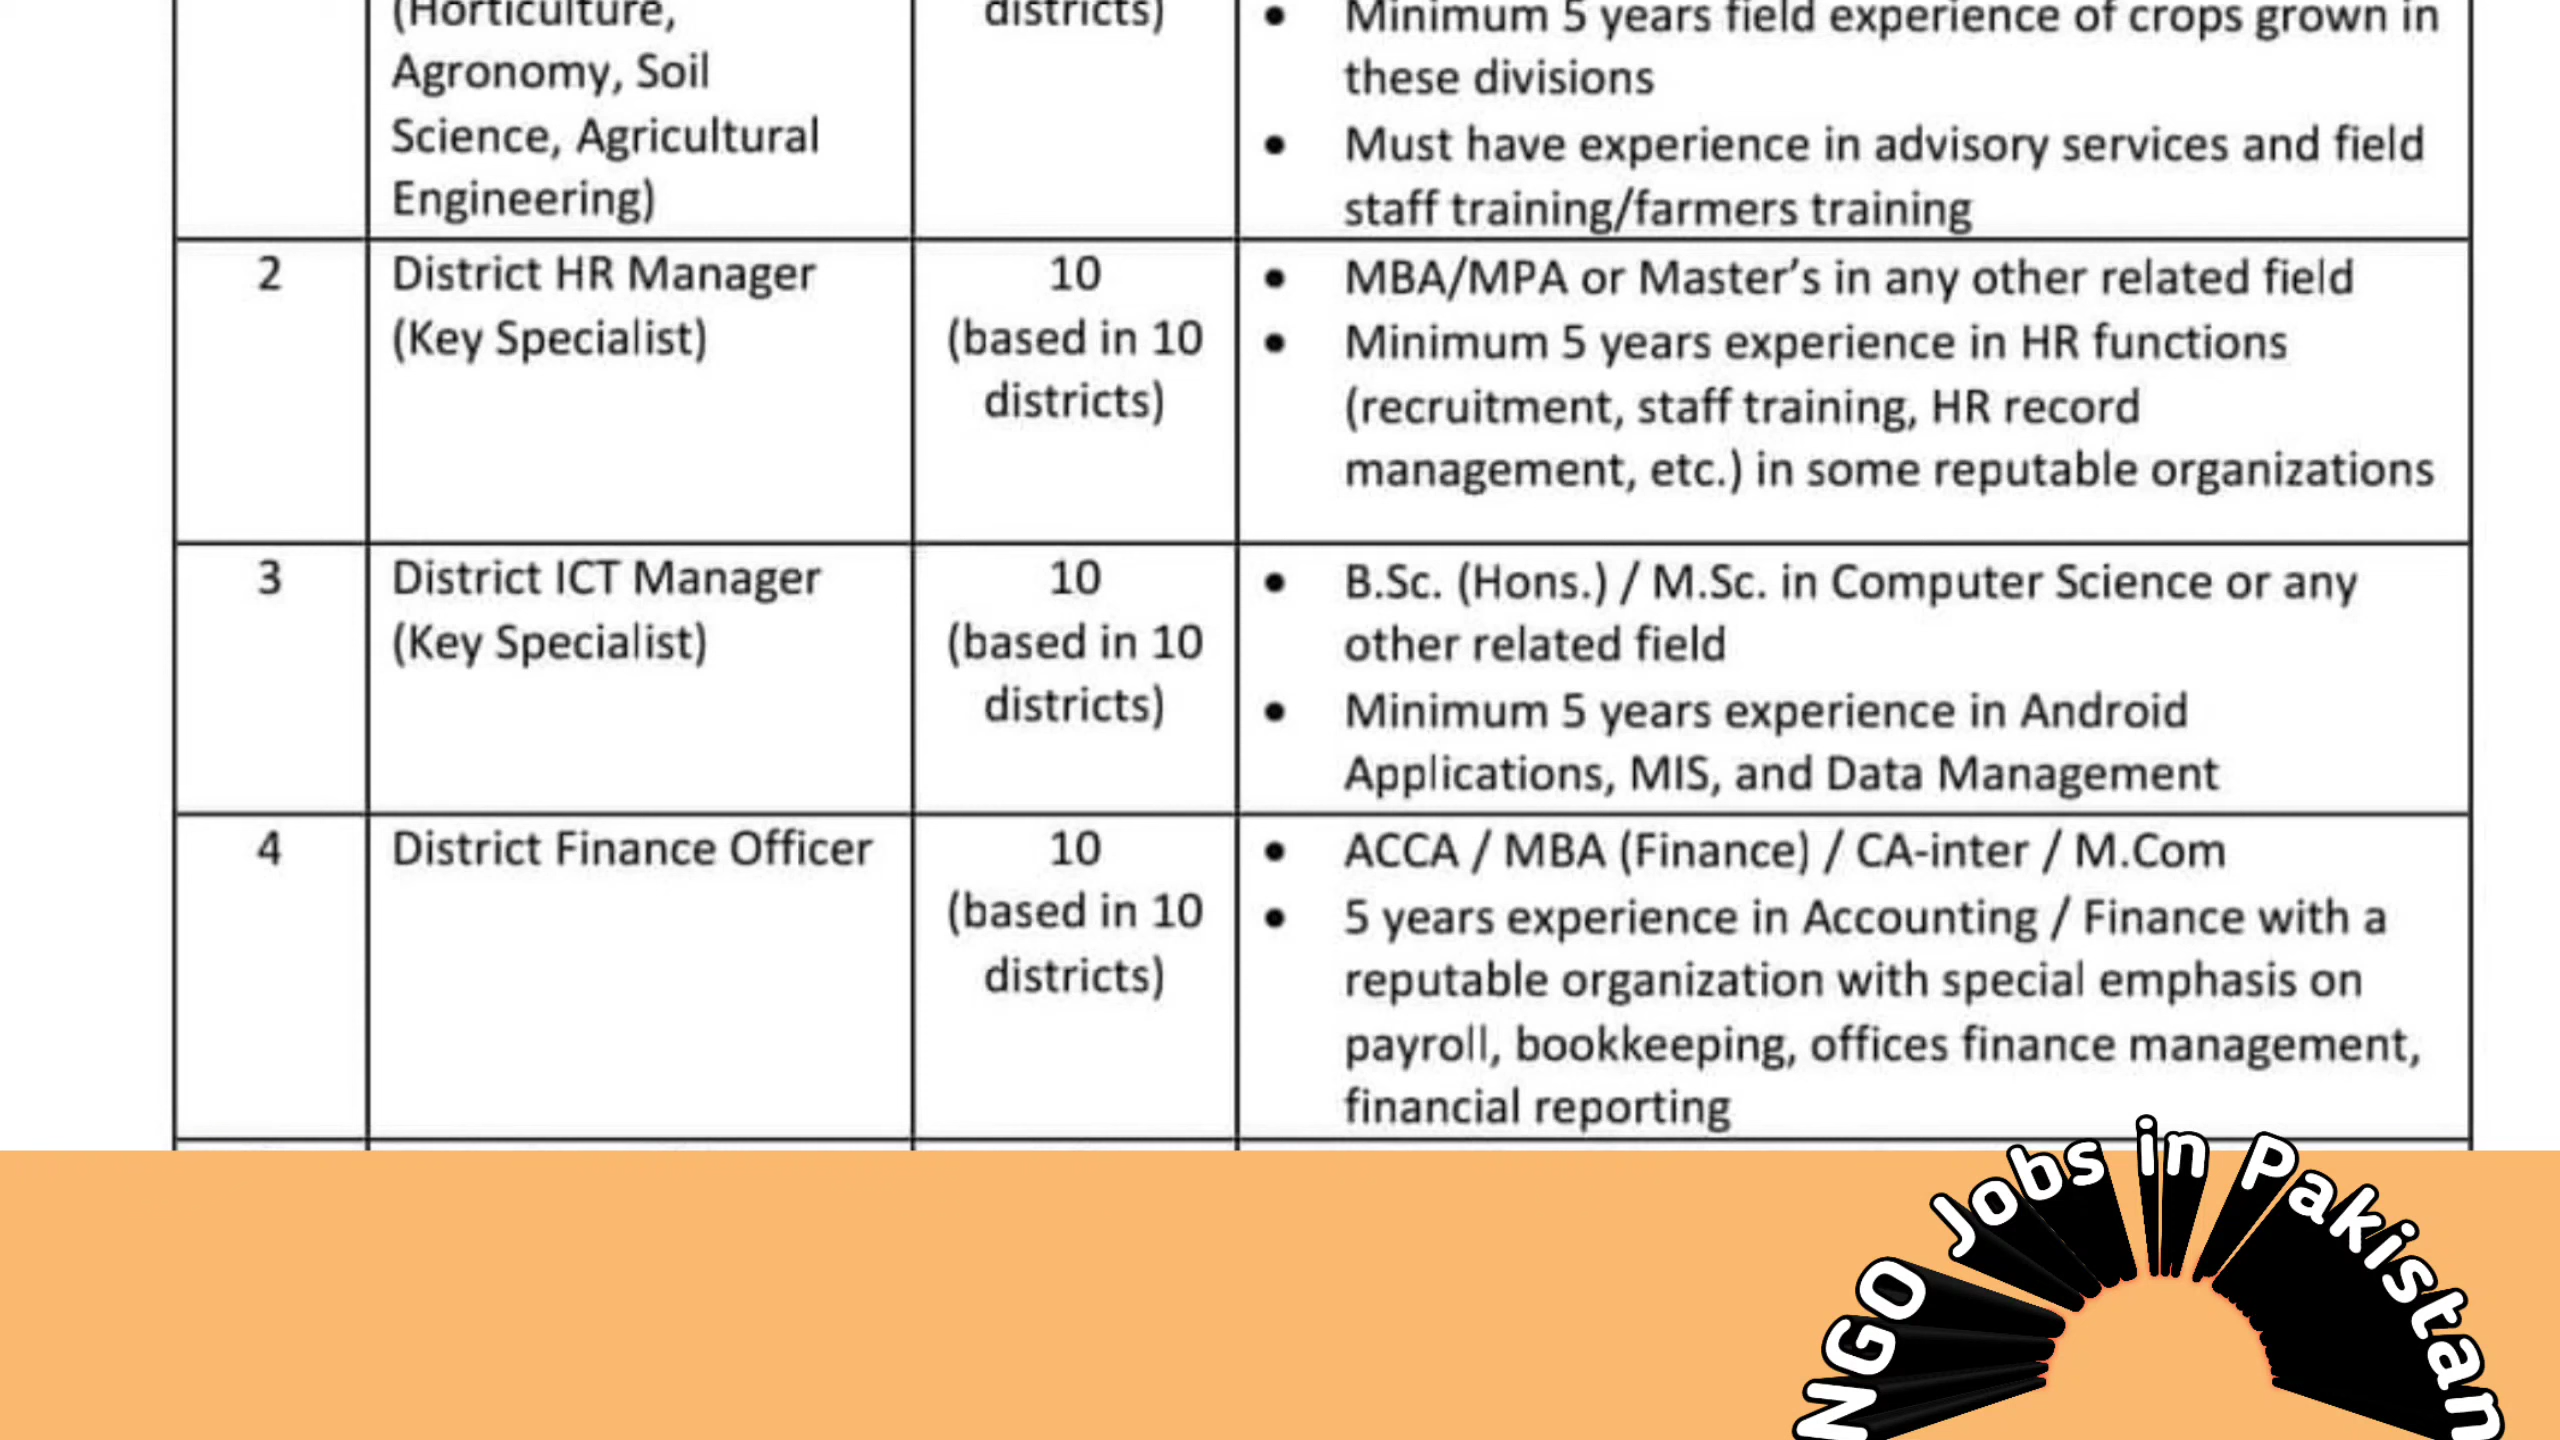 (Horticulture,
Agronomy, Soil
Science, Agricultural
Engineering)
districts)
• Minimum 5 years field experience of crops grown in
these divisions
• Must have experience in advisory services and field
staff training/farmers training
2
District HR Manager
(Key Specialist)
10
(based in 10
districts)
• MBA/MPA or Master’s in any other related field
• Minimum 5 years experience in HR functions
(recruitment, staff training, HR record
management, etc.) in some reputable organizations
3
District ICT Manager
(Key Specialist)
10
(based in 10
districts)
• B.Sc. (Hons.) / M.Sc. in Computer Science or any
other related field
• Minimum 5 years experience in Android
Applications, MIS, and Data Management
4
District Finance Officer
10
(based in 10
districts)
• ACCA / MBA (Finance) / CA-inter / M.Com
• 5 years experience in Accounting / Finance with a
reputable organization with special emphasis on
payroll, bookkeeping, offices finance management,
financial reporting
NGO Jobs in Pakistan